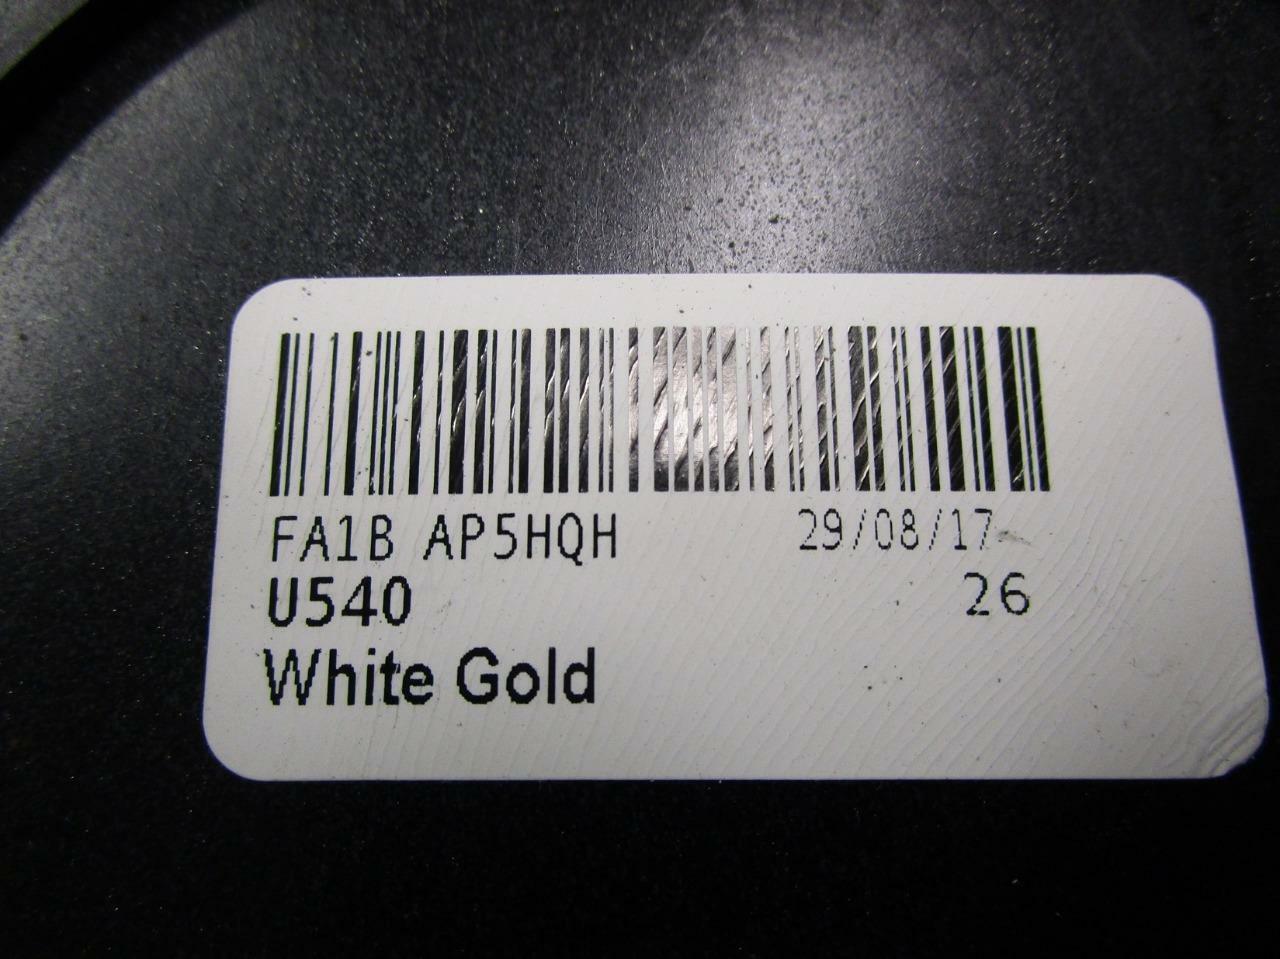 FA1B AP5HQH 29/08/17
U540 26
White Gold